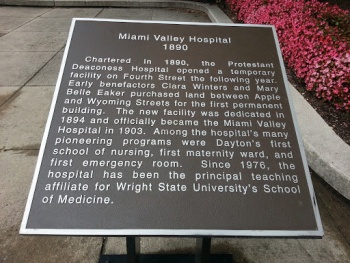 Miami Valley Hospital
1890
Chartered in 1890, the Protestant
Deaconess Hospital opened a temporary
facility on Fourth Street the following year.
Early benefactors Clara Winters and Mary
Belle Eaker purchased land between Apple
and Wyoming Streets for the first permanent
building. The new facility was dedicated in
1894 and officially became the Miami Valley
Hospital in 1903. Among the hospital's many
pioneering programs were Dayton's first
school of nursing, first maternity ward, and
first emergency room. Since 1976, the
hospital has been the principal teaching
affiliate for Wright State University's School
of Medicine.